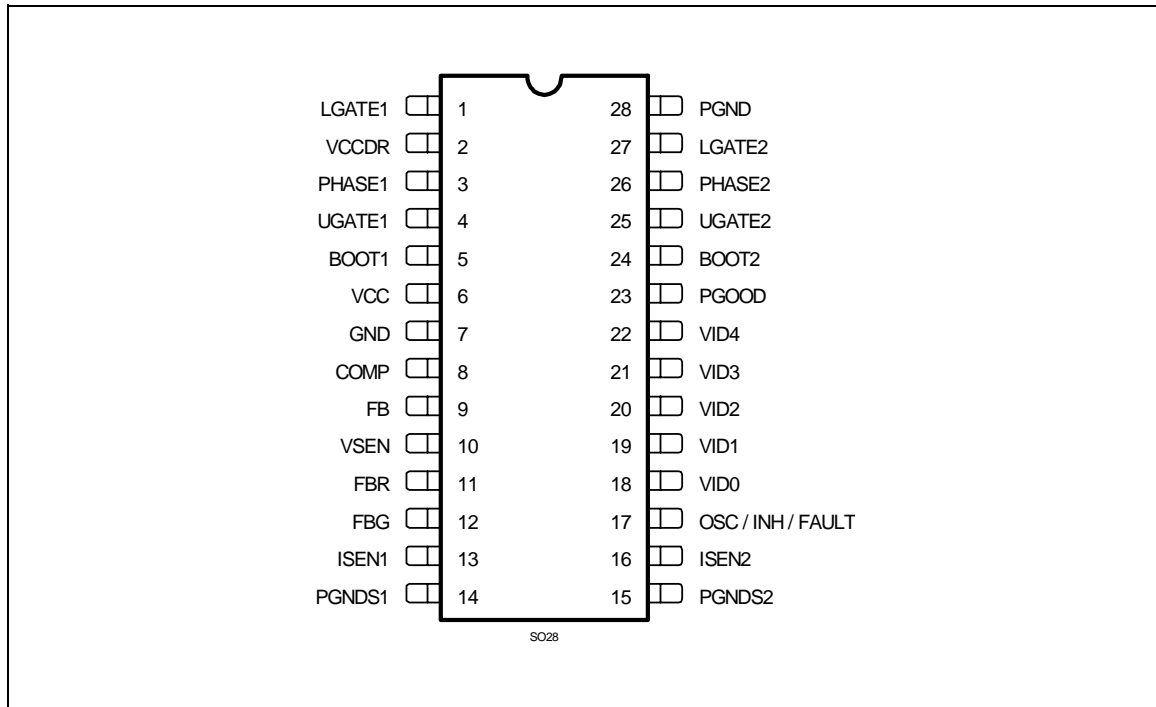 LGATE1 1 28 PGND
VCCDR 2 27 LGATE2
PHASE1 3 26 PHASE2
UGATE1 4 25 UGATE2
BOOT1 5 24 BOOT2
VCC 6 23 PGOOD
GND 7 22 VID4
COMP 8 21 VID3
FB 9 20 VID2
VSEN 10 19 VID1
FBR 11 18 VID0
FBG 12 17 OSC / INH / FAULT
ISEN1 13 16 ISEN2
PGNDS1 14 15 PGNDS2
SO28